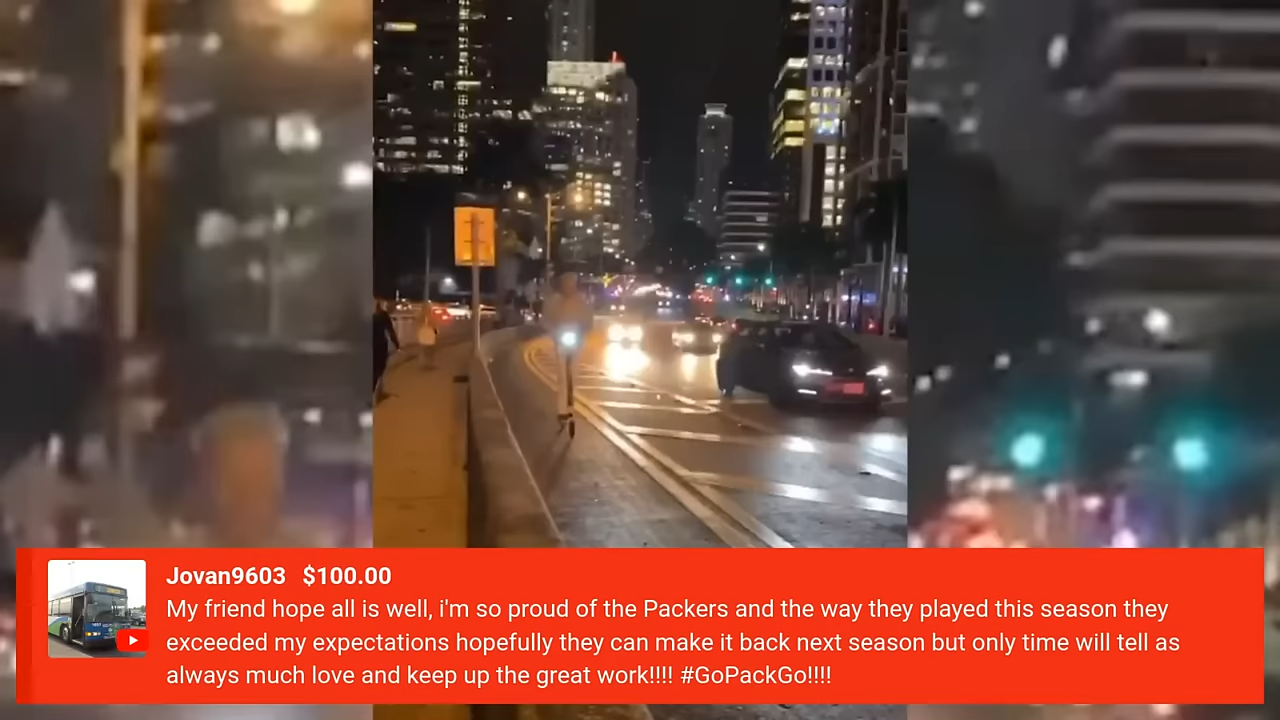 Jovan9603 $100.00
My friend hope all is well, i'm so proud of the Packers and the way they played this season they
exceeded my expectations hopefully they can make it back next season but only time will tell as
always much love and keep up the great work!!!! #GoPackGo!!!!